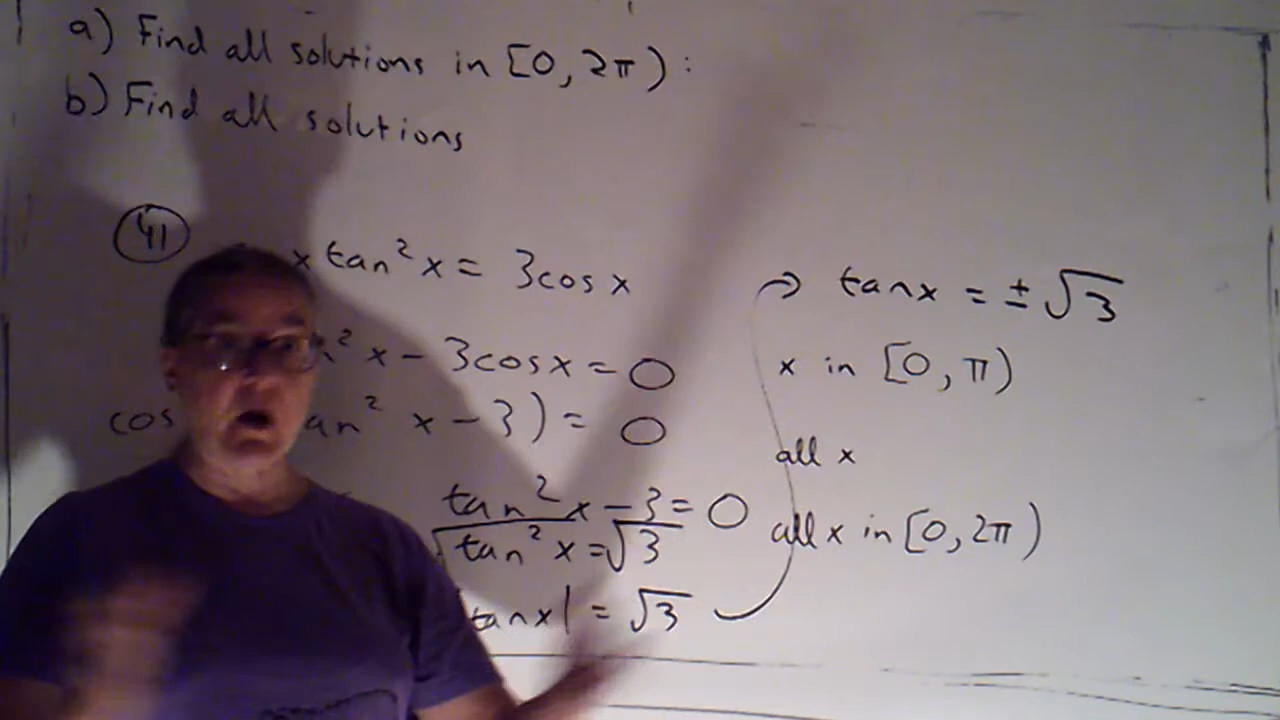 a) Find all solutions in [0, 2π) :
b) Find all solutions
41
x tan² x = 3cos x
² x - 3cos x = 0
cos an² x - 3) = 0
tan² x - 3 = 0
√tan² x = √3
tan x| = √3
→ tan x = ± √3
x in [0, π)
all x
all x in [0, 2π)